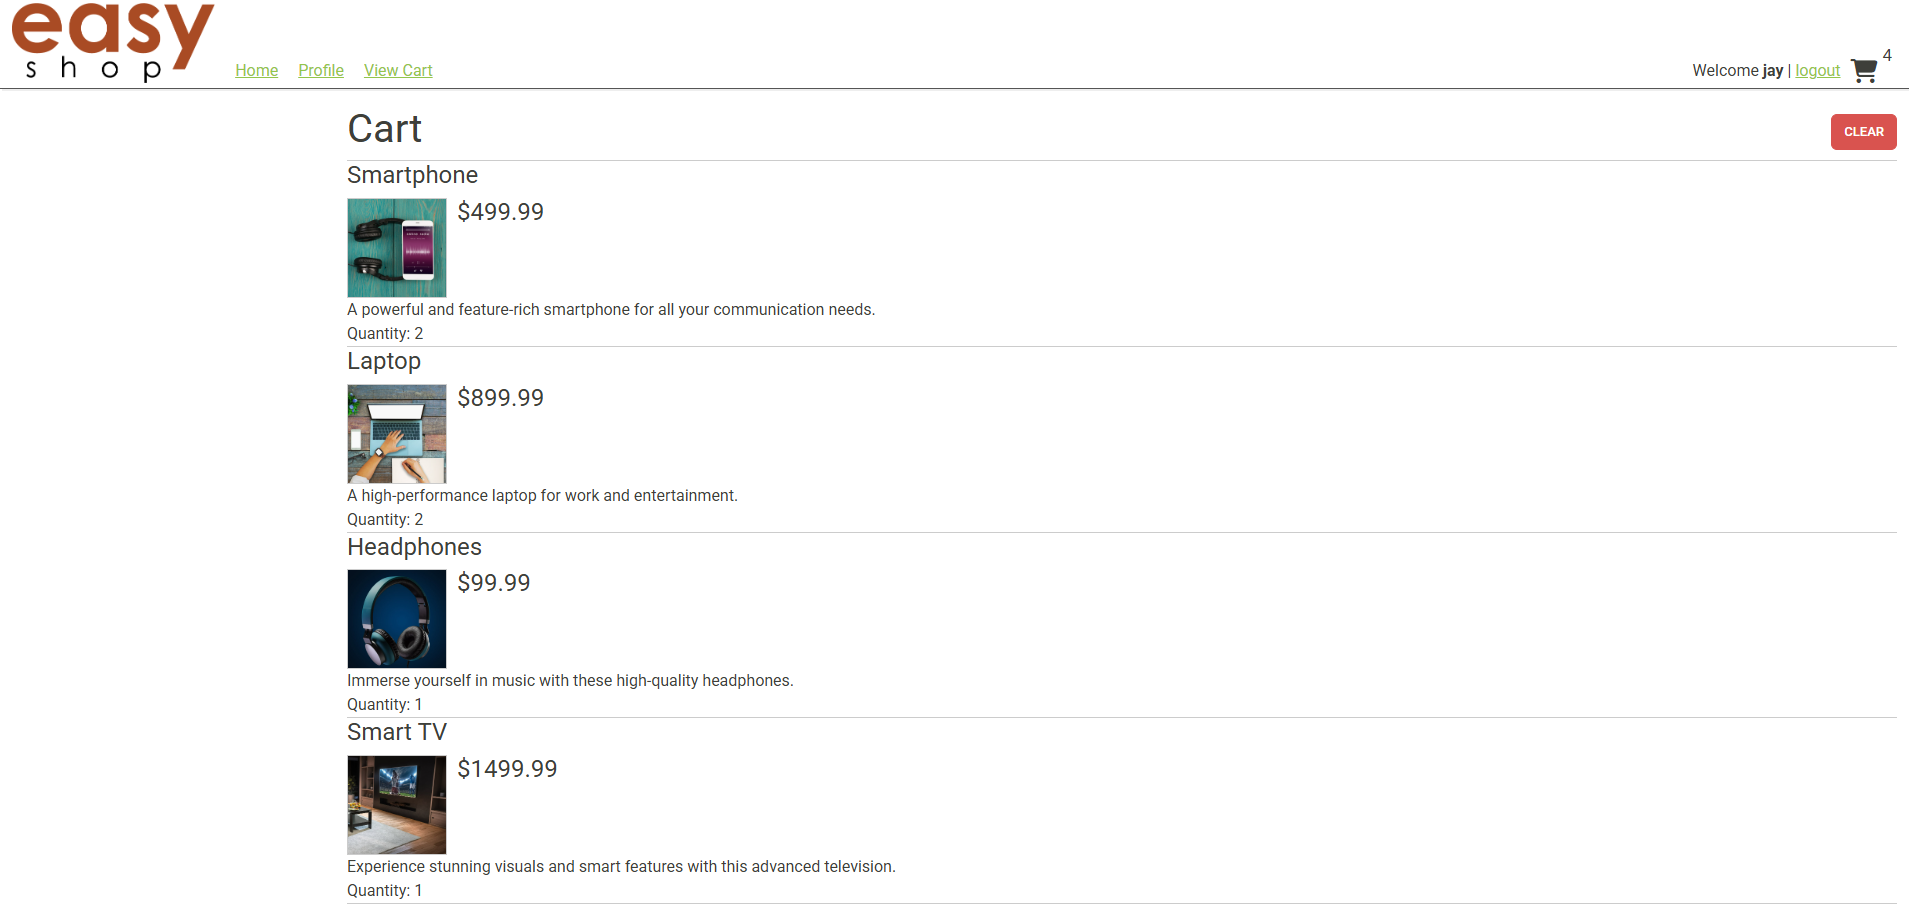 easy
shop
Home Profile View Cart
Welcome jay | logout 4
Cart
CLEAR
Smartphone
$499.99
A powerful and feature-rich smartphone for all your communication needs.
Quantity: 2
Laptop
$899.99
A high-performance laptop for work and entertainment.
Quantity: 2
Headphones
$99.99
Immerse yourself in music with these high-quality headphones.
Quantity: 1
Smart TV
$1499.99
Experience stunning visuals and smart features with this advanced television.
Quantity: 1